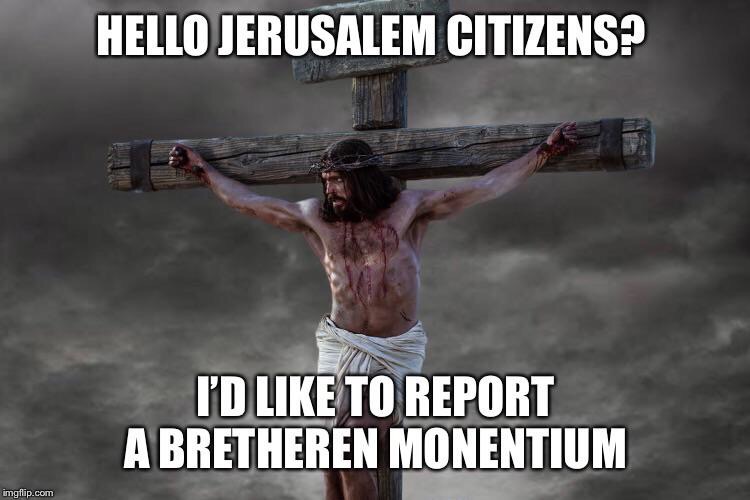 HELLO JERUSALEM CITIZENS?
I'D LIKE TO REPORT
A BRETHEREN MONENTIUM
imgflip.com